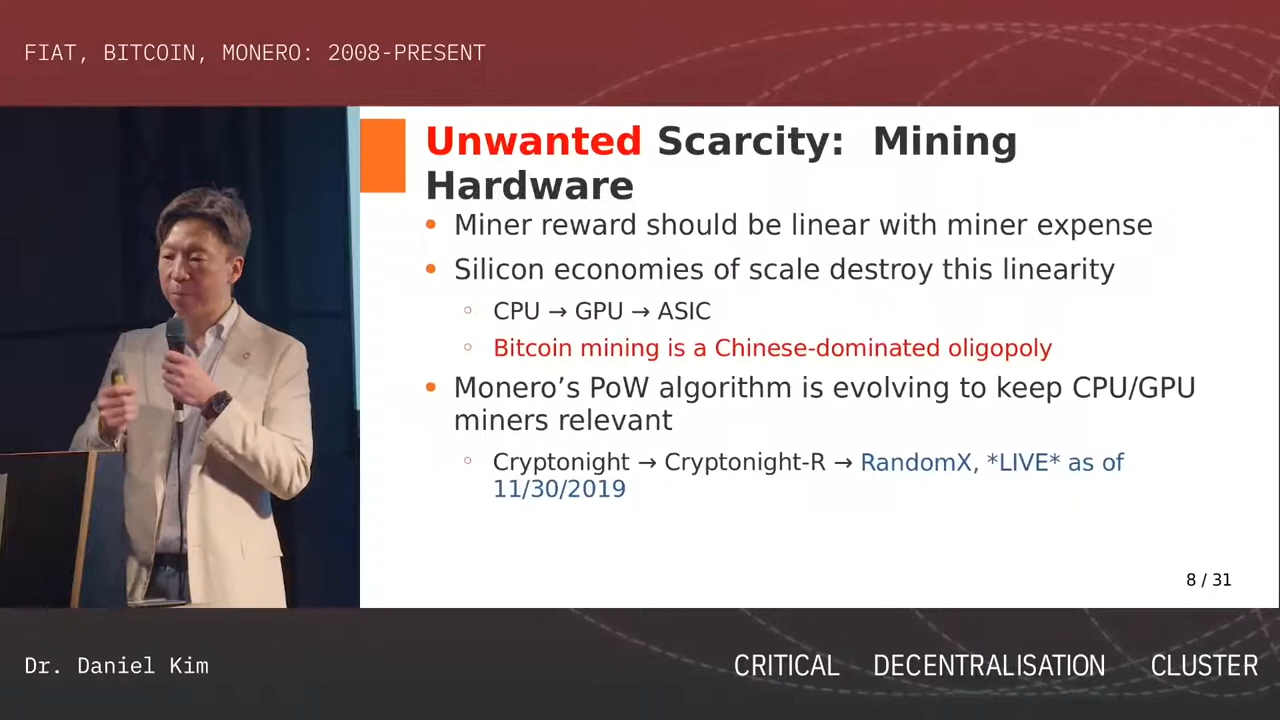 FIAT, BITCOIN, MONERO: 2008-PRESENT
Unwanted Scarcity: Mining
Hardware
• Miner reward should be linear with miner expense
• Silicon economies of scale destroy this linearity
◦ CPU → GPU → ASIC
◦ Bitcoin mining is a Chinese-dominated oligopoly
• Monero’s PoW algorithm is evolving to keep CPU/GPU
miners relevant
◦ Cryptonight → Cryptonight-R → RandomX, *LIVE* as of
11/30/2019
8 / 31
Dr. Daniel Kim
CRITICAL DECENTRALISATION CLUSTER